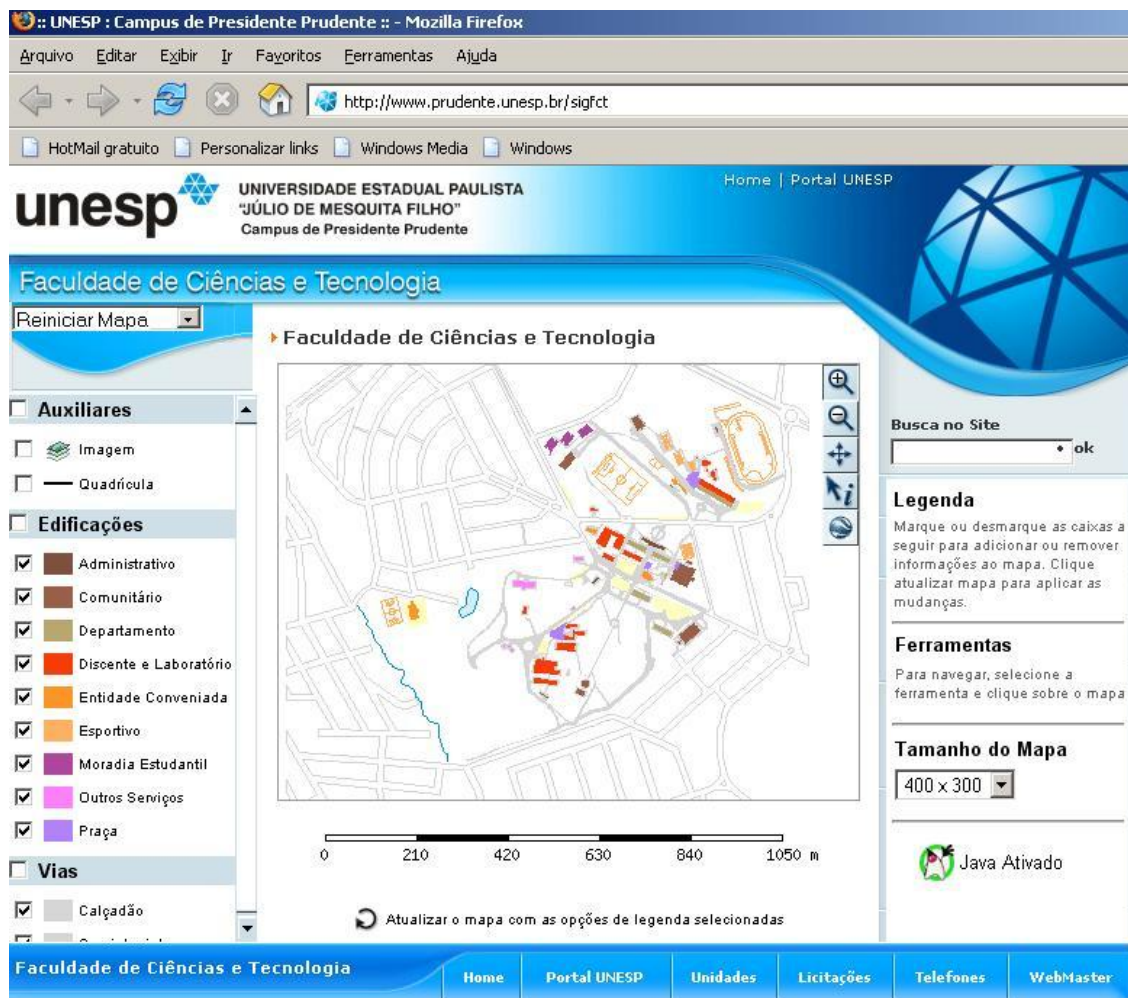 :: UNESP : Campus de Presidente Prudente :: - Mozilla Firefox
Arquivo Editar Exibir Ir Favoritos Ferramentas Ajuda
http://www.prudente.unesp.br/sigfct
HotMail gratuito Personalizar links Windows Media Windows
unesp
UNIVERSIDADE ESTADUAL PAULISTA
"JÚLIO DE MESQUITA FILHO"
Campus de Presidente Prudente
Home | Portal UNESP
Faculdade de Ciências e Tecnologia
Reiniciar Mapa
Auxiliares
Imagem
Quadrícula
Edificações
Administrativo
Comunitário
Departamento
Discente e Laboratório
Entidade Conveniada
Esportivo
Moradia Estudantil
Outros Serviços
Praça
Vias
Calçadão
Faculdade de Ciências e Tecnologia
i
0 210 420 630 840 1050 m
Atualizar o mapa com as opções de legenda selecionadas
Busca no Site
ok
Legenda
Marque ou desmarque as caixas a
seguir para adicionar ou remover
informações ao mapa. Clique
atualizar mapa para aplicar as
mudanças.
Ferramentas
Para navegar, selecione a
ferramenta e clique sobre o mapa
Tamanho do Mapa
400 x 300
Java Ativado
Faculdade de Ciências e Tecnologia
Home Portal UNESP Unidades Licitações Telefones WebMaster